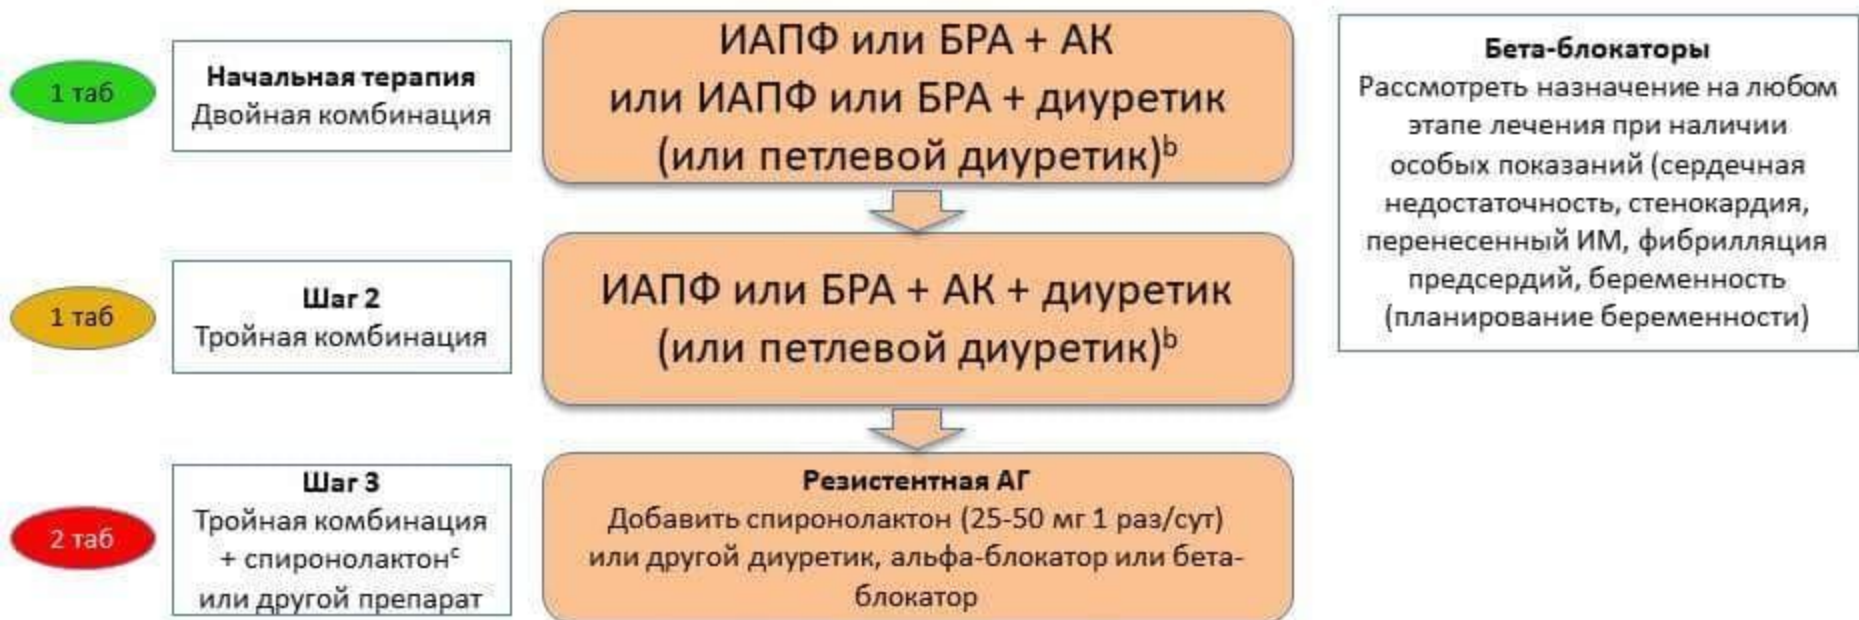 1 таб
Начальная терапия
Двойная комбинация
ИАПФ или БРА + АК
или ИАПФ или БРА + диуретик
(или петлевой диуретик)ᵇ
1 таб
Шаг 2
Тройная комбинация
ИАПФ или БРА + АК + диуретик
(или петлевой диуретик)ᵇ
2 таб
Шаг 3
Тройная комбинация
+ спиронолактонᶜ
или другой препарат
Резистентная АГ
Добавить спиронолактон (25-50 мг 1 раз/сут)
или другой диуретик, альфа-блокатор или бета-
блокатор
Бета-блокаторы
Рассмотреть назначение на любом
этапе лечения при наличии
особых показаний (сердечная
недостаточность, стенокардия,
перенесенный ИМ, фибрилляция
предсердий, беременность
(планирование беременности)